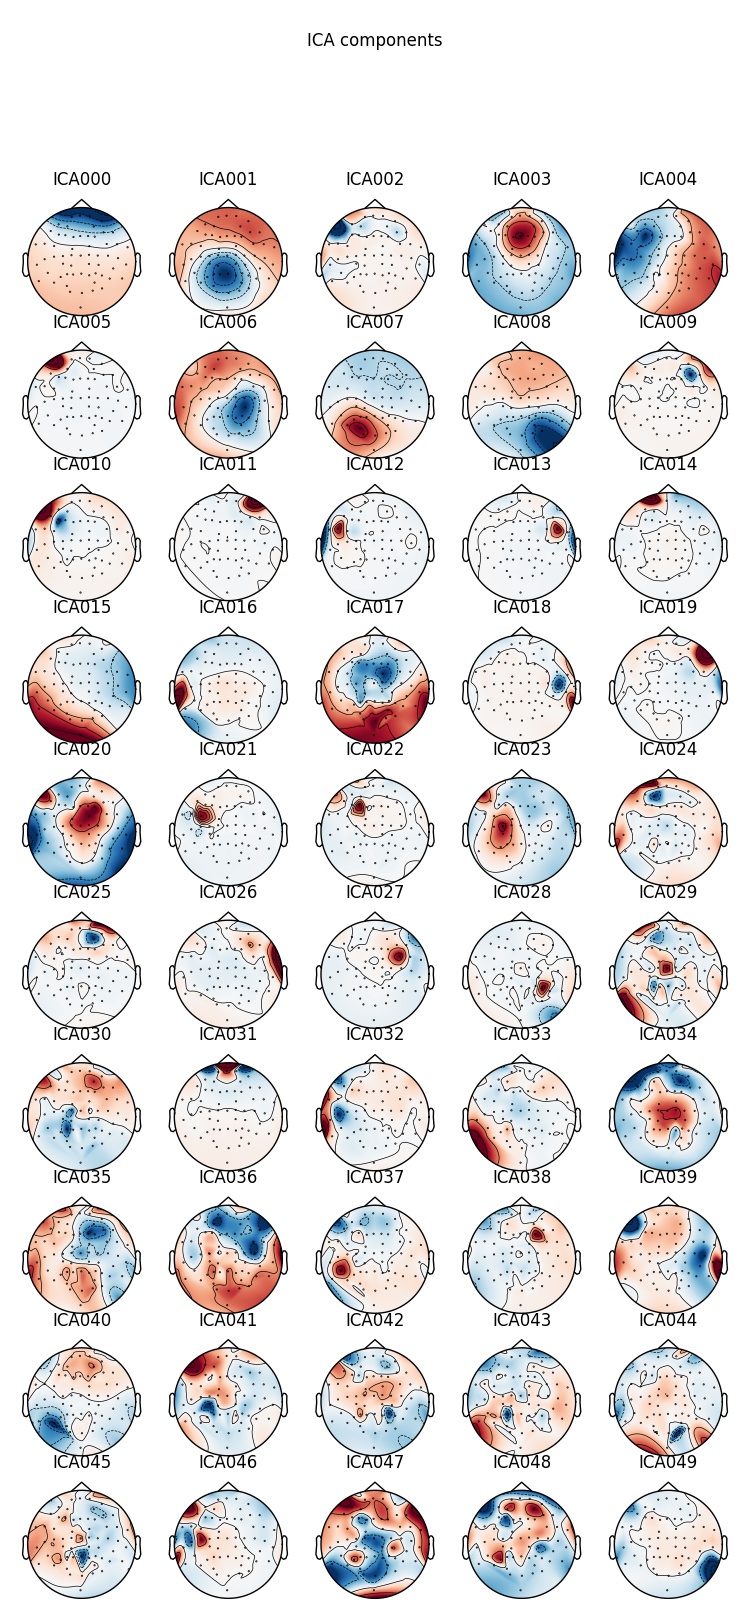 ICA components
ICA000 ICA001 ICA002 ICA003 ICA004
ICA005 ICA006 ICA007 ICA008 ICA009
ICA010 ICA011 ICA012 ICA013 ICA014
ICA015 ICA016 ICA017 ICA018 ICA019
ICA020 ICA021 ICA022 ICA023 ICA024
ICA025 ICA026 ICA027 ICA028 ICA029
ICA030 ICA031 ICA032 ICA033 ICA034
ICA035 ICA036 ICA037 ICA038 ICA039
ICA040 ICA041 ICA042 ICA043 ICA044
ICA045 ICA046 ICA047 ICA048 ICA049